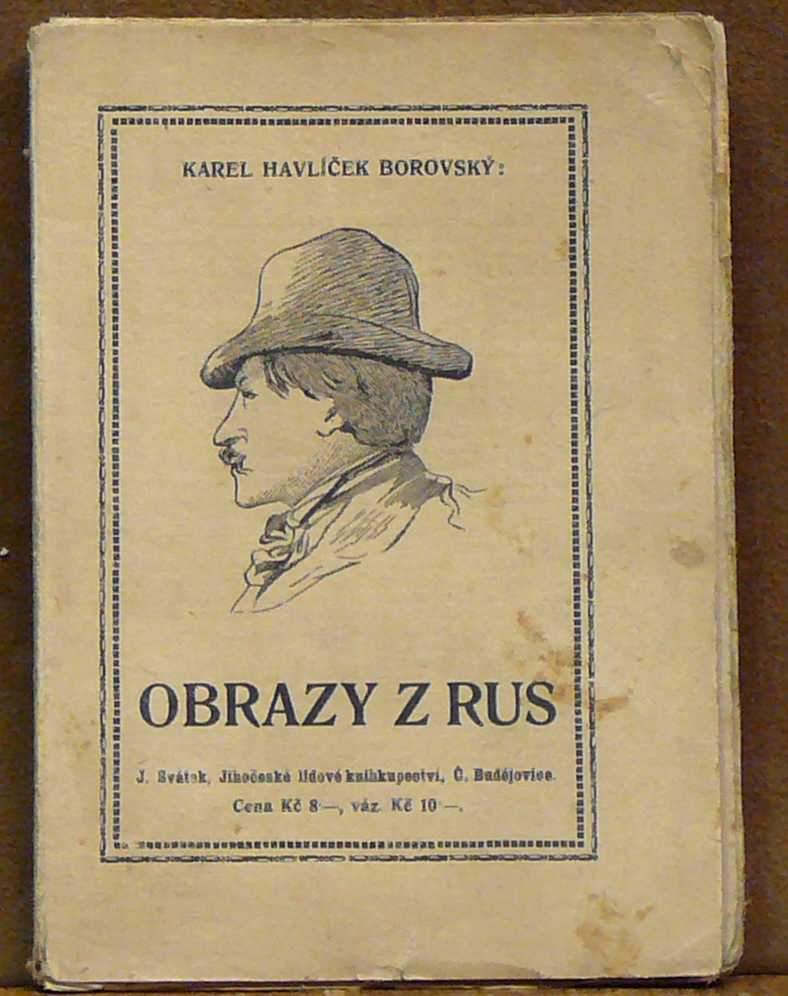 KAREL HAVLÍČEK BOROVSKÝ:
OBRAZY Z RUS
J. Svátek, Jihočeské lidové knihkupectví, Č. Budějovice.
Cena Kč 8·—, váz. Kč 10·—.